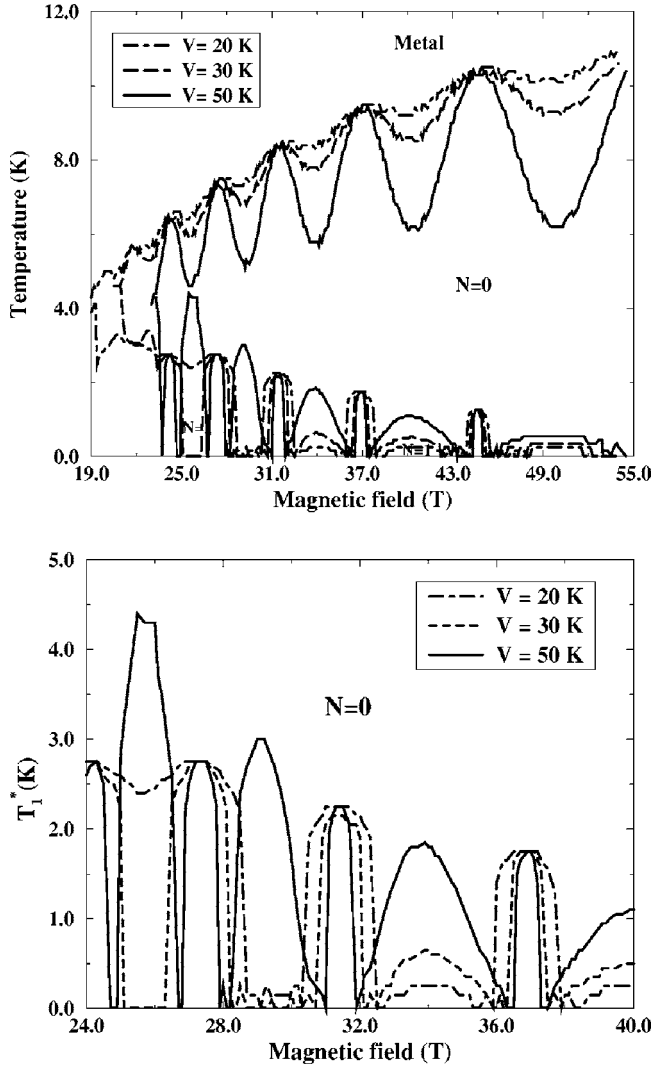 12.0
Metal
V= 20 K
V= 30 K
V= 50 K
8.0
Temperature (K)
N=0
4.0
N=
N=1
0.0
19.0 25.0 31.0 37.0 43.0 49.0 55.0
Magnetic field (T)
5.0
V = 20 K
V = 30 K
V = 50 K
4.0
N=0
3.0
T1* (K)
2.0
1.0
0.0
24.0 28.0 32.0 36.0 40.0
Magnetic field (T)